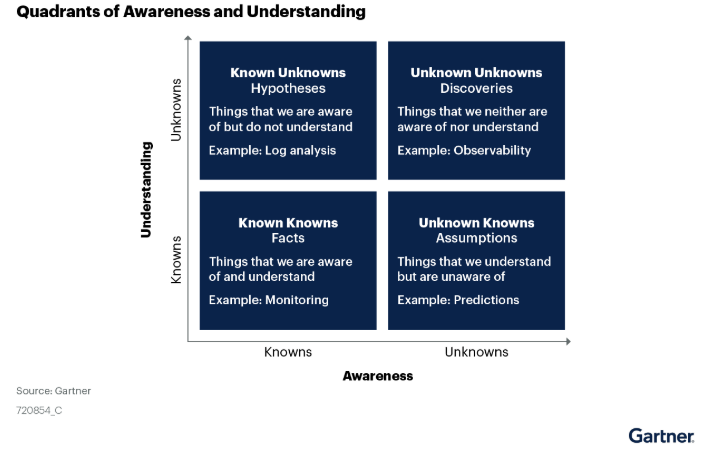 Quadrants of Awareness and Understanding
Understanding
Unknowns
Knowns
Known Unknowns
Hypotheses
Things that we are aware
of but do not understand
Example: Log analysis
Unknown Unknowns
Discoveries
Things that we neither are
aware of nor understand
Example: Observability
Known Knowns
Facts
Things that we are aware
of and understand
Example: Monitoring
Unknown Knowns
Assumptions
Things that we understand
but are unaware of
Example: Predictions
Knowns
Unknowns
Awareness
Source: Gartner
720854_C
Gartner